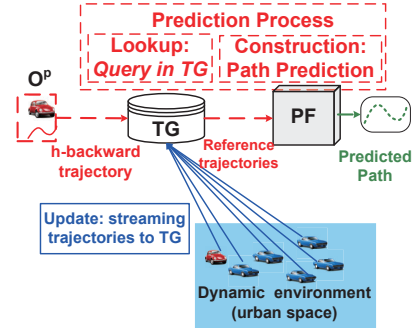 Prediction Process
Lookup:
Query in TG
Construction:
Path Prediction
O^p
TG
PF
h-backward
trajectory
Reference
trajectories
Predicted
Path
Update: streaming
trajectories to TG
Dynamic environment
(urban space)